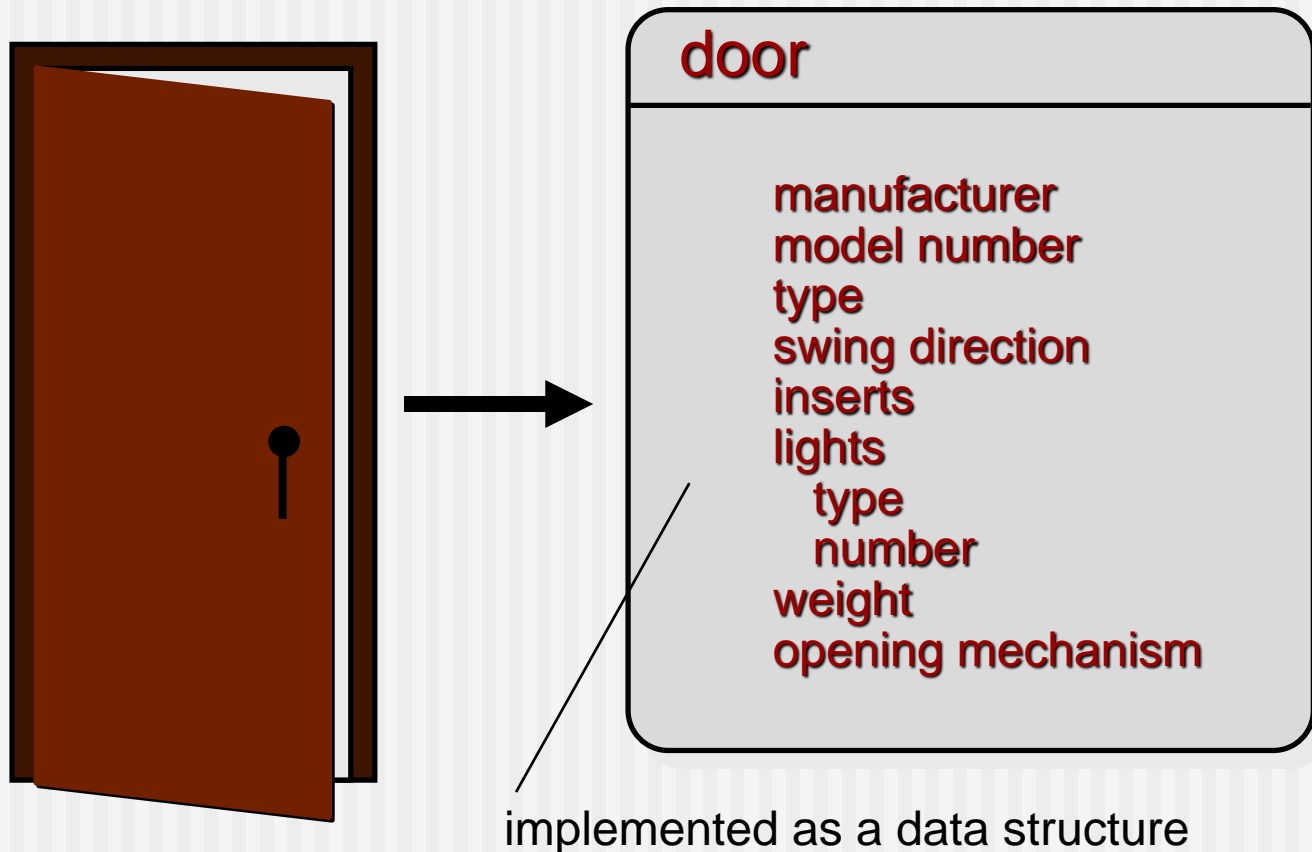 door
manufacturer
model number
type
swing direction
inserts
lights
type
number
weight
opening mechanism
implemented as a data structure